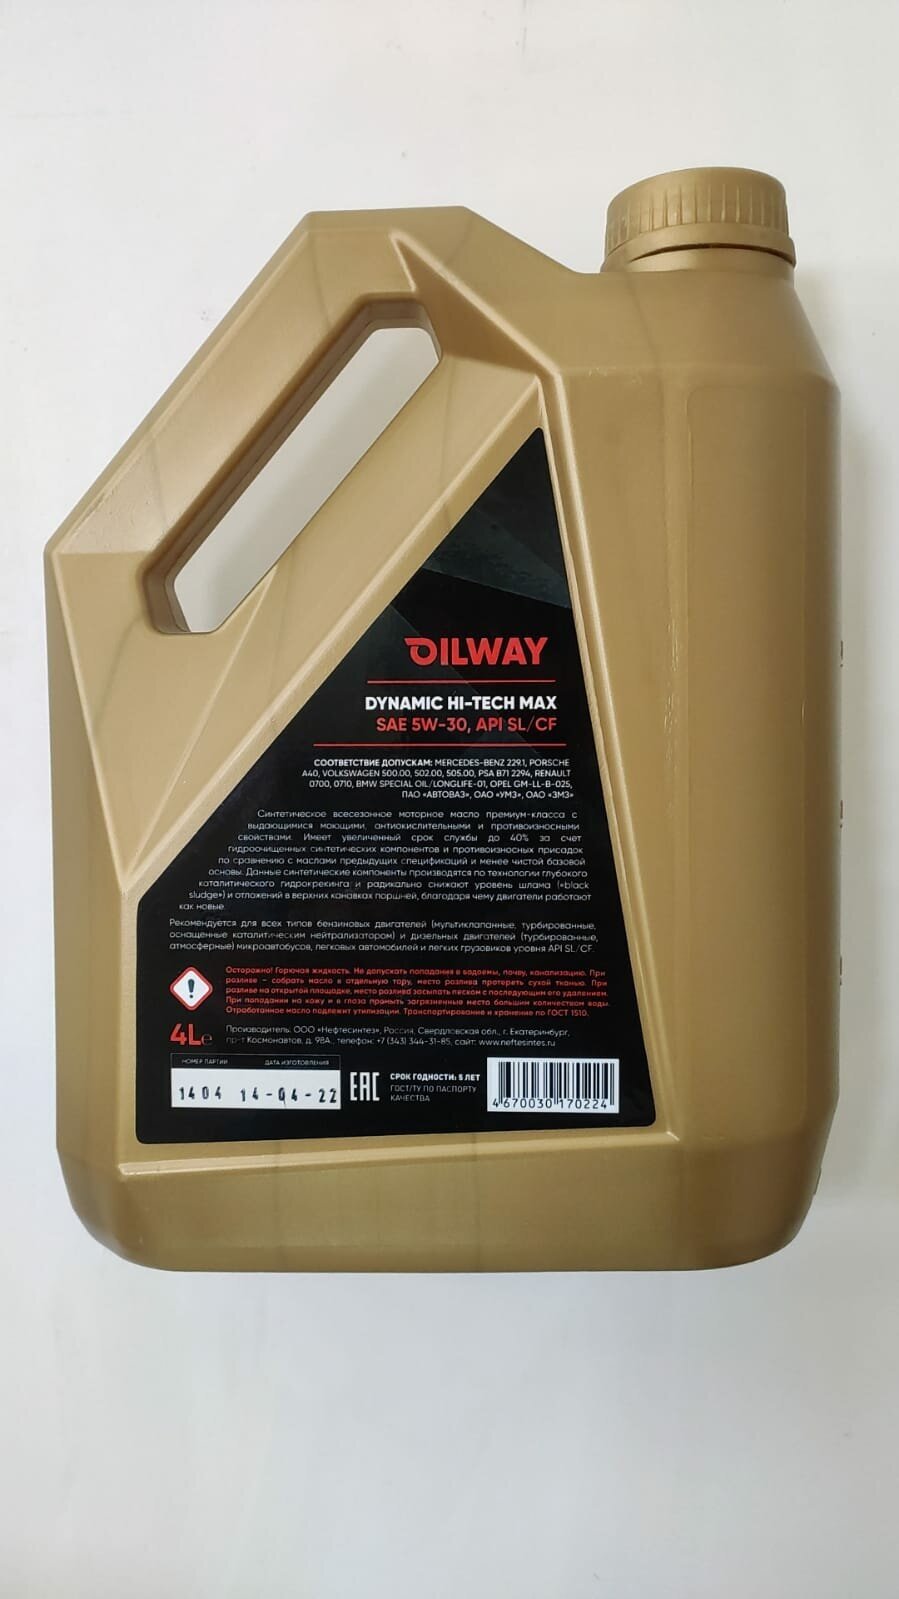 OILWAY
DYNAMIC HI-TECH MAX
SAE 5W-30, API SL/CF
СООТВЕТСТВИЕ ДОПУСКАМ: MERCEDES-BENZ 229.1, PORSCHE
A40, VOLKSWAGEN 500.00, 502.00, 505.00, PSA B71 2294, RENAULT
0700, 0710, BMW SPECIAL OIL/LONGLIFE-01, OPEL GM-LL-B-025,
ПАО «АВТОВАЗ», ОАО «УМЗ», ОАО «ЗМЗ»
Синтетическое всесезонное моторное масло премиум-класса с
выдающимися моющими, антиокислительными и противоизносными
свойствами. Имеет увеличенный срок службы до 40% за счет
гидроочищенных синтетических компонентов и противоизносных присадок
по сравнению с маслами предыдущих спецификаций и менее чистой базовой
основы. Данные синтетические компоненты производятся по технологии глубокого
каталитического гидрокрекинга и радикально снижают уровень шлама («black
sludge») и отложений в верхних канавках поршней, благодаря чему двигатели работают
как новые.
Рекомендуется для всех типов бензиновых двигателей (мультиклапанные, турбированные,
оснащенные каталитическим нейтрализатором) и дизельных двигателей (турбированные,
атмосферные) микроавтобусов, легковых автомобилей и легких грузовиков уровня API SL/CF.
Осторожно! Горючая жидкость. Не допускать попадания в водоемы, почву, канализацию. При
разливе – собрать масло в отдельную тару, место разлива протереть сухой тканью. При
разливе на открытой площадке, место разлива засыпать песком с последующим его удалением.
При попадании на кожу и в глаза промыть загрязненные места большим количеством воды.
Отработанное масло подлежит утилизации. Транспортирование и хранение по ГОСТ 1510.
4Le
Производитель: ООО «Нефтесинтез», Россия, Свердловская обл., г. Екатеринбург,
пр-т Космонавтов, д. 98А., телефон: +7 (343) 344-31-85, сайт: www.neftesintes.ru
НОМЕР ПАРТИИ ДАТА ИЗГОТОВЛЕНИЯ
1404 14-04-22
EAC
СРОК ГОДНОСТИ: 5 ЛЕТ
ГОСТ/ТУ ПО ПАСПОРТУ
КАЧЕСТВА
4 670030 170224